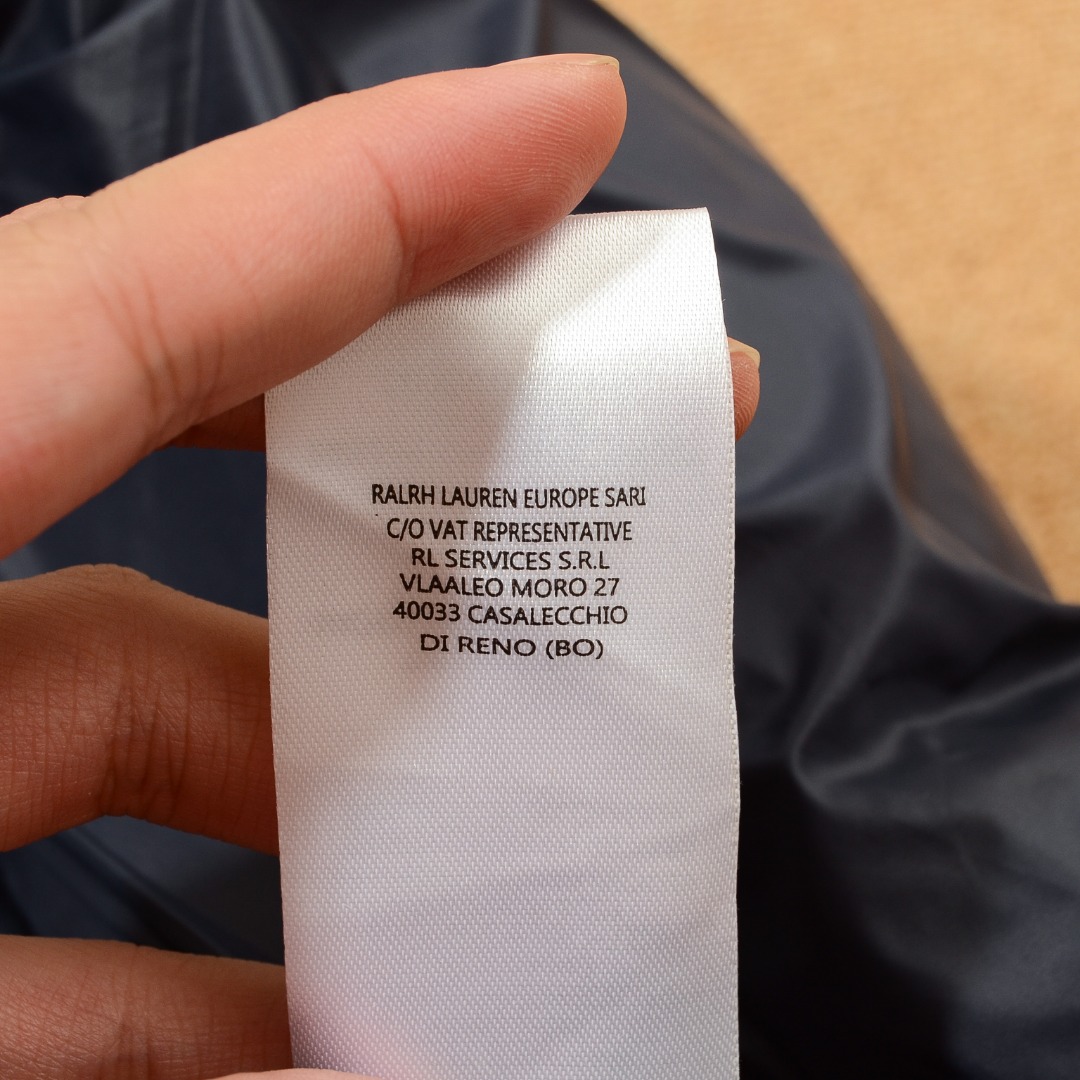 RALRH LAUREN EUROPE SARI
C/O VAT REPRESENTATIVE
RL SERVICES S.R.L
VLAALEO MORO 27
40033 CASALECCHIO
DI RENO (BO)